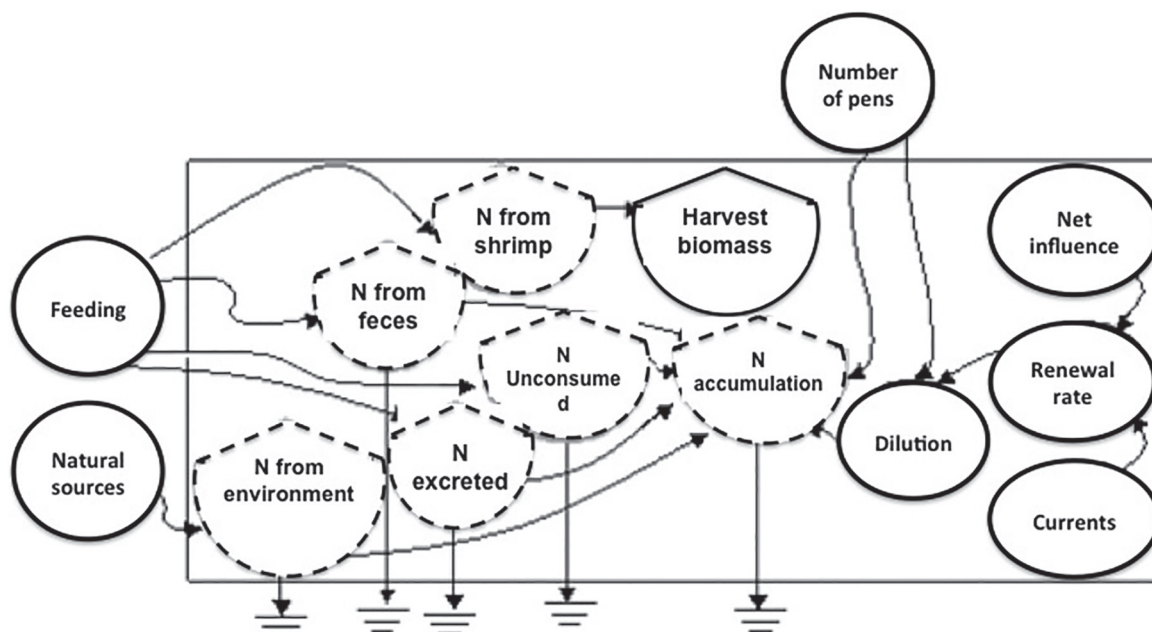 Number
of pens
N from
shrimp
Harvest
biomass
Net
influence
Feeding
N from
feces
N
Unconsume
d
N
accumulation
Renewal
rate
Natural
sources
N from
environment
N
excreted
Dilution
Currents